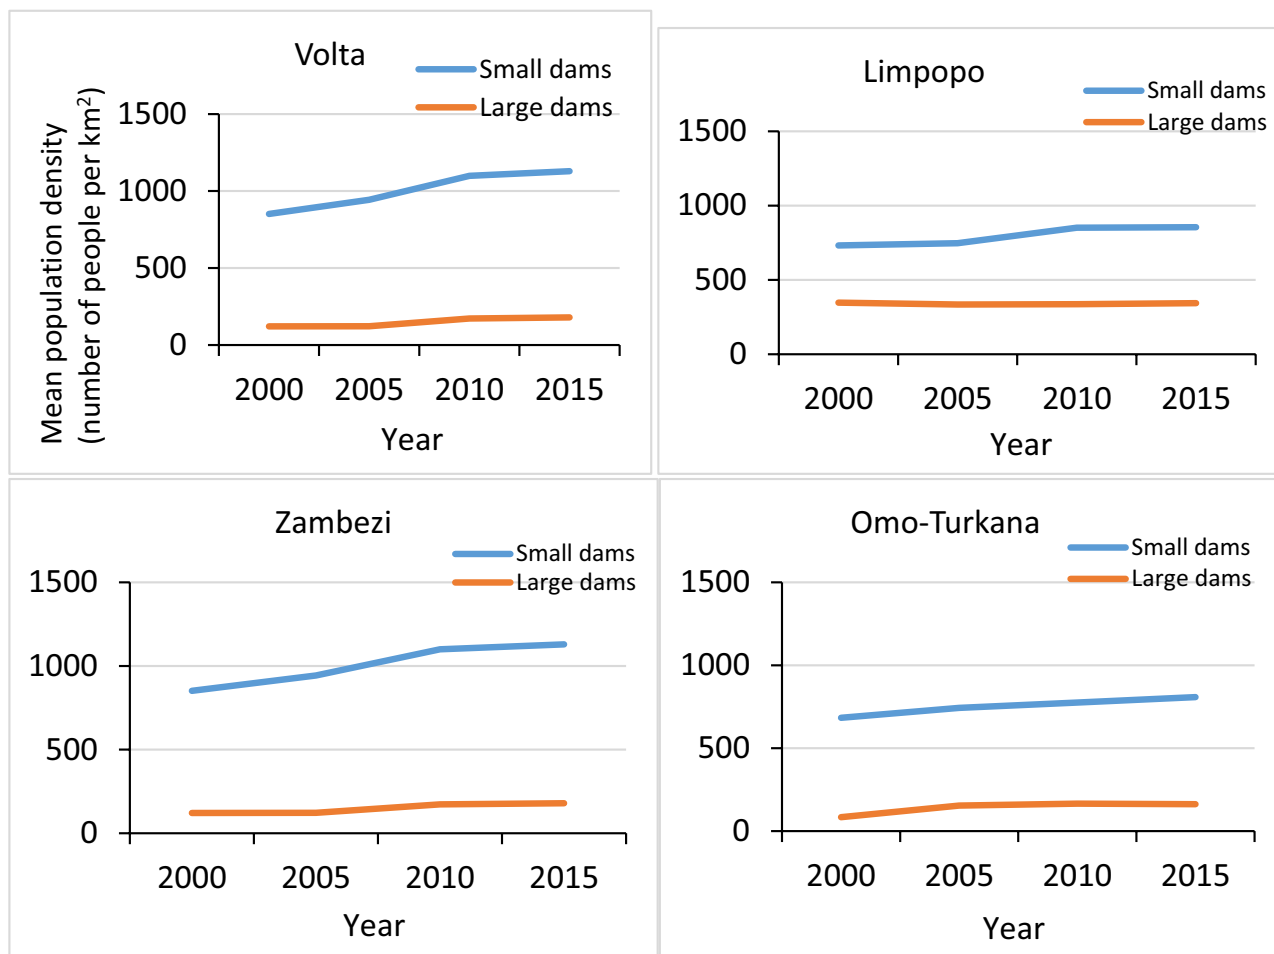 Volta
Small dams
Large dams
Mean population density
(number of people per km²)
1500
1000
500
0
2000 2005 2010 2015
Year
Limpopo
Small dams
Large dams
1500
1000
500
0
2000 2005 2010 2015
Year
Zambezi
Small dams
Large dams
1500
1000
500
0
2000 2005 2010 2015
Year
Omo-Turkana
Small dams
Large dams
1500
1000
500
0
2000 2005 2010 2015
Year